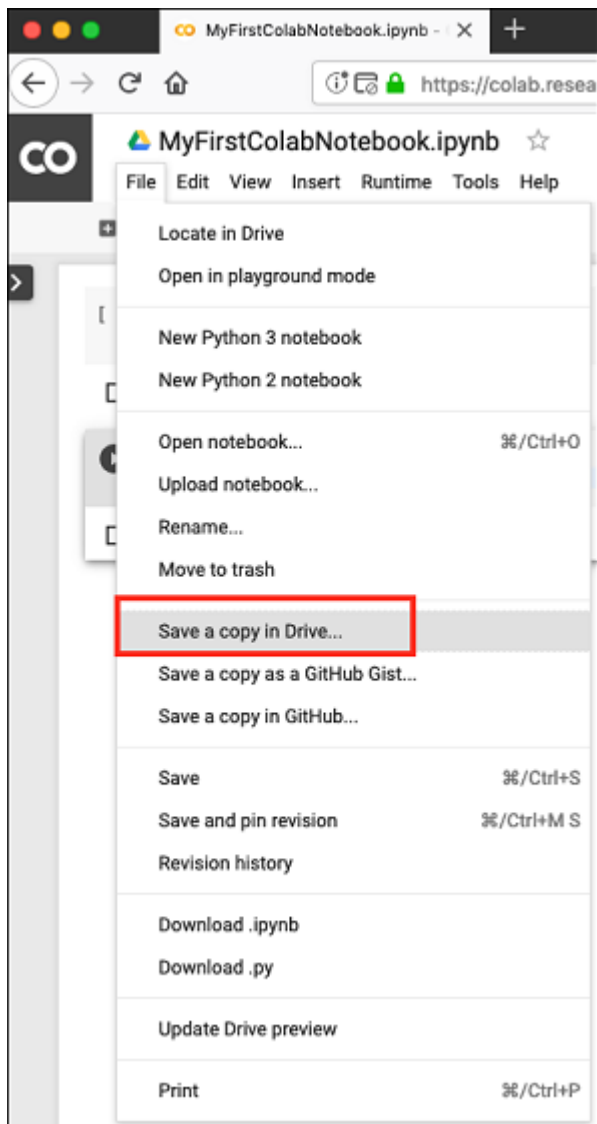 CO MyFirstColabNotebook.ipynb -
https://colab.resea
CO
MyFirstColabNotebook.ipynb
File Edit View Insert Runtime Tools Help
Locate in Drive
Open in playground mode
New Python 3 notebook
New Python 2 notebook
Open notebook... ⌘/Ctrl+O
Upload notebook...
Rename...
Move to trash
Save a copy in Drive...
Save a copy as a GitHub Gist...
Save a copy in GitHub...
Save ⌘/Ctrl+S
Save and pin revision ⌘/Ctrl+M S
Revision history
Download .ipynb
Download .py
Update Drive preview
Print ⌘/Ctrl+P